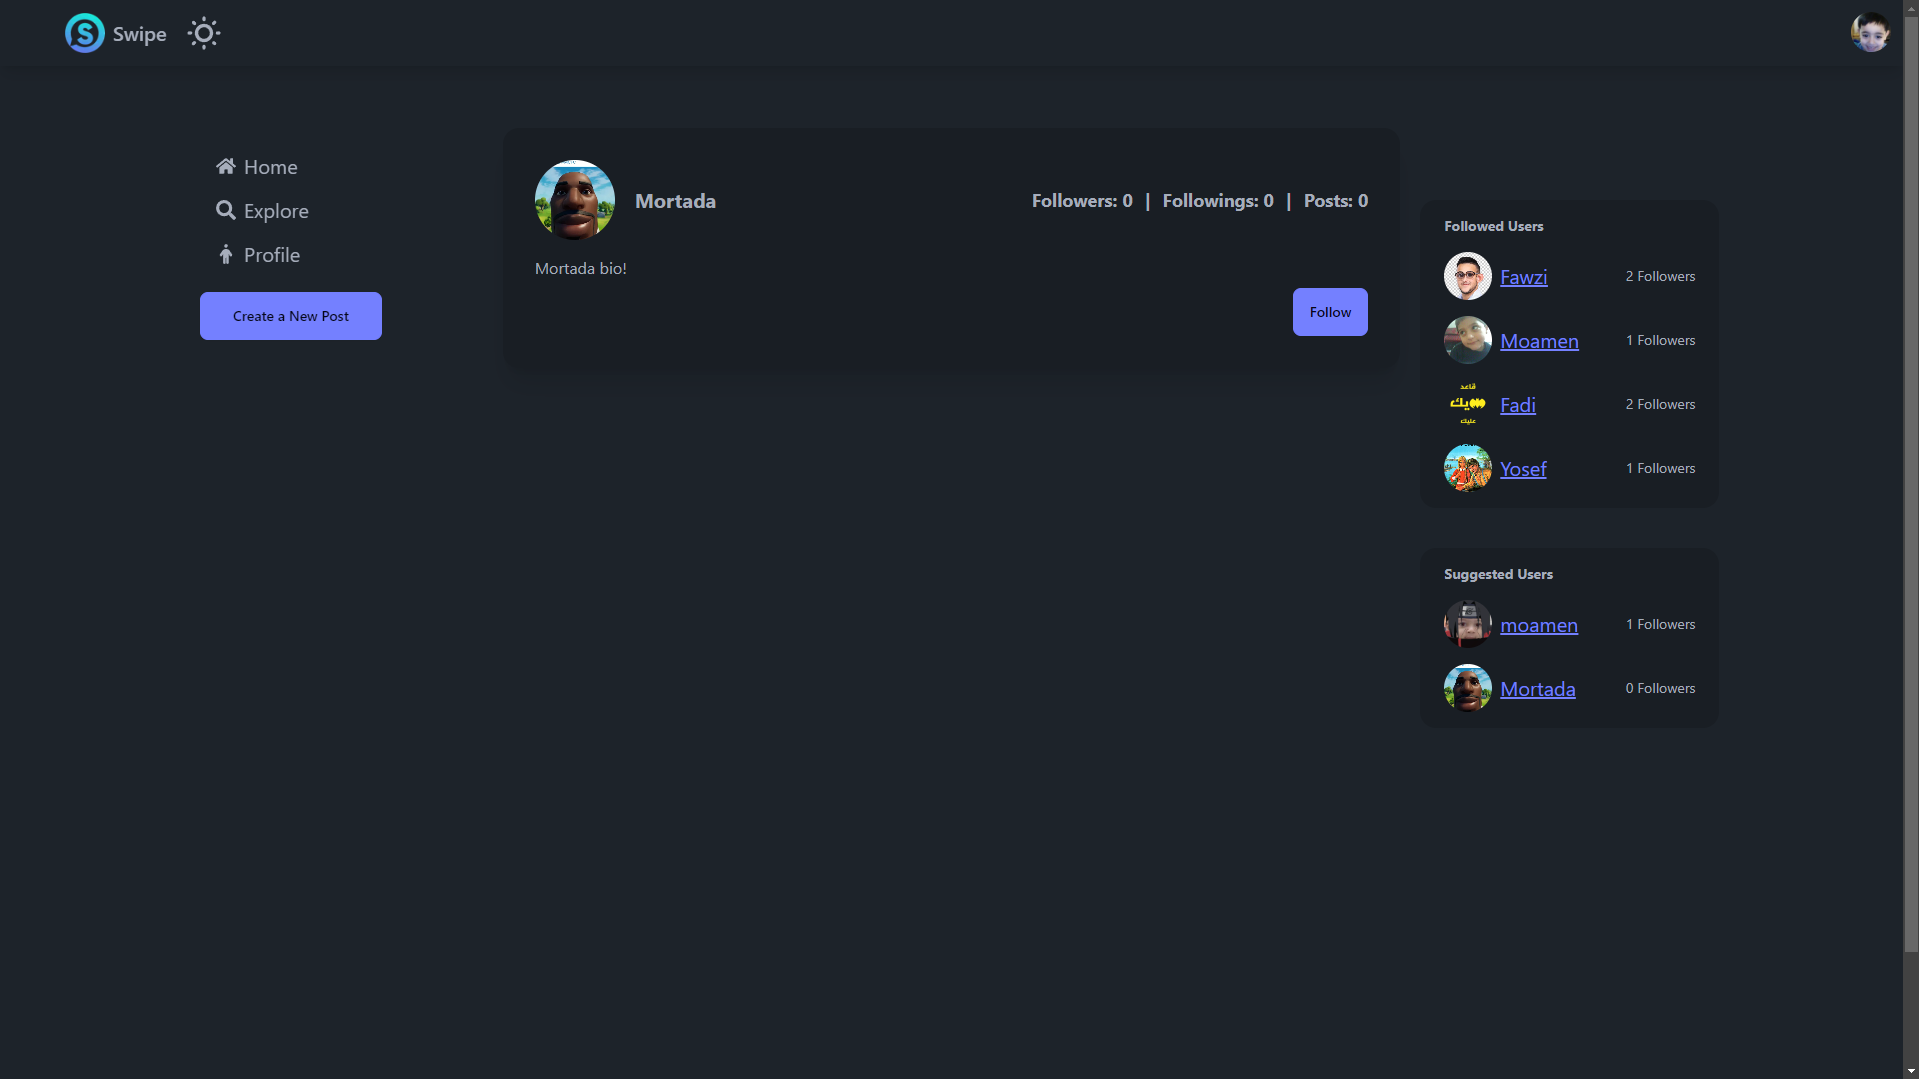 Swipe
Home
Explore
Profile
Create a New Post
Mortada
Followers: 0 | Followings: 0 | Posts: 0
Mortada bio!
Follow
Followed Users
Fawzi 2 Followers
Moamen 1 Followers
قاعد
عليك
Fadi 2 Followers
Yosef 1 Followers
Suggested Users
moamen 1 Followers
Mortada 0 Followers